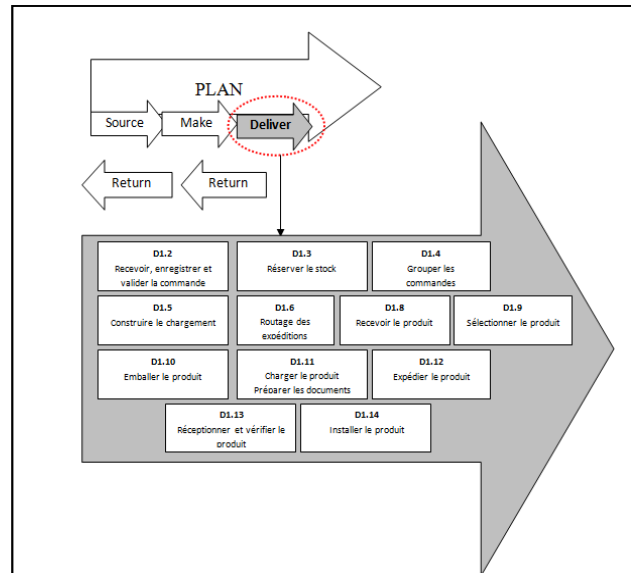 PLAN
Source
Make
Deliver
Return
Return
D1.2
Recevoir, enregistrer et
valider la commande
D1.3
Réserver le stock
D1.4
Grouper les
commandes
D1.5
Construire le chargement
D1.6
Routage des
expéditions
D1.8
Recevoir le produit
D1.9
Sélectionner le produit
D1.10
Emballer le produit
D1.11
Charger le produit
Préparer les documents
D1.12
Expédier le produit
D1.13
Réceptionner et vérifier le
produit
D1.14
Installer le produit